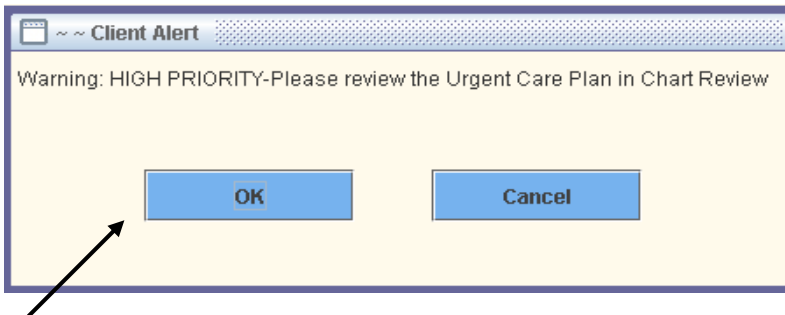 ~ ~ Client Alert
Warning: HIGH PRIORITY-Please review the Urgent Care Plan in Chart Review
OK Cancel